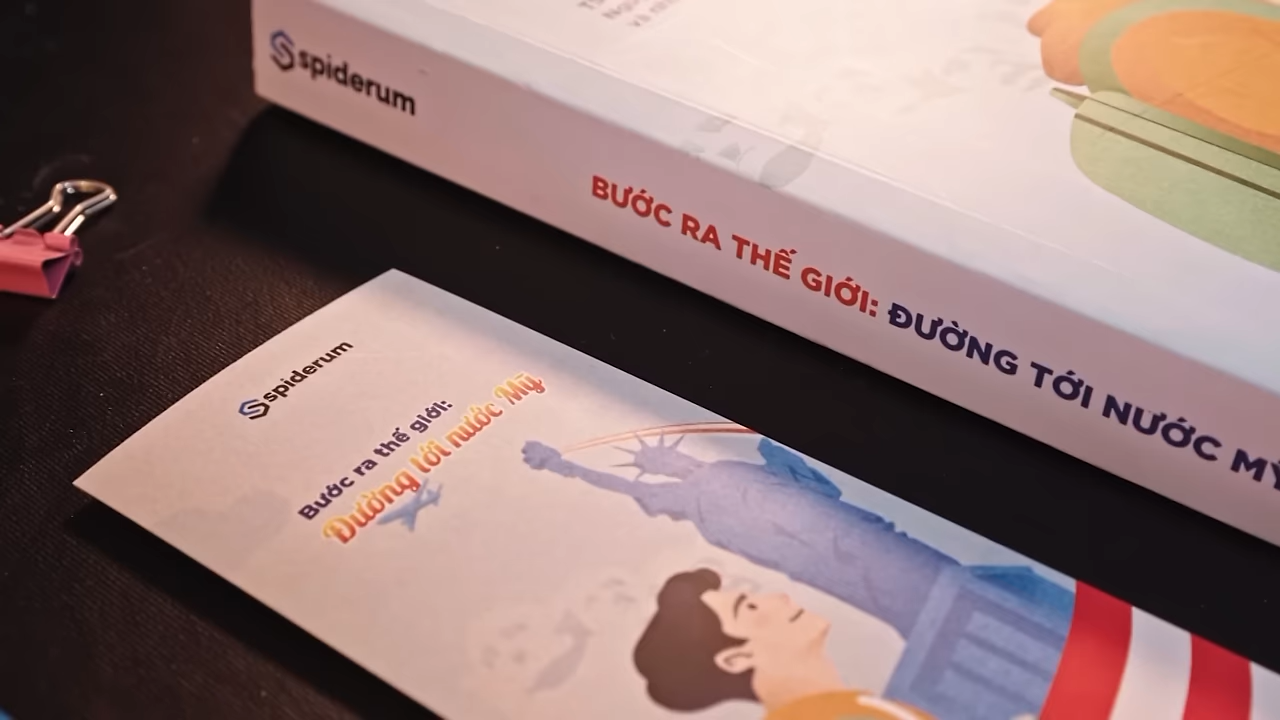 spiderum
BƯỚC RA THẾ GIỚI: ĐƯỜNG TỚI NƯỚC MỸ
spiderum
Bước ra thế giới:
Đường tới nước Mỹ